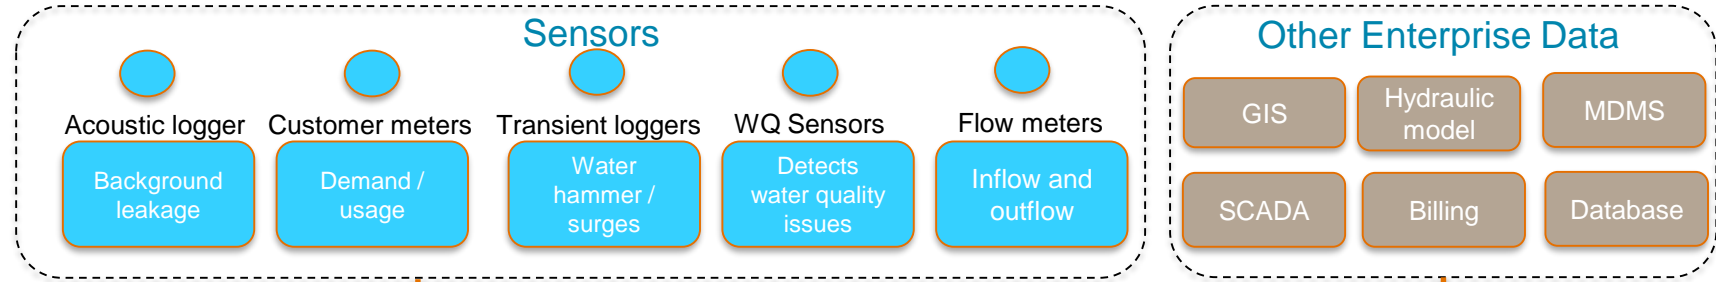 Sensors
Acoustic logger
Customer meters
Transient loggers
WQ Sensors
Flow meters
Background
leakage
Demand /
usage
Water
hammer /
surges
Detects
water quality
issues
Inflow and
outflow
Other Enterprise Data
GIS
Hydraulic
model
MDMS
SCADA
Billing
Database